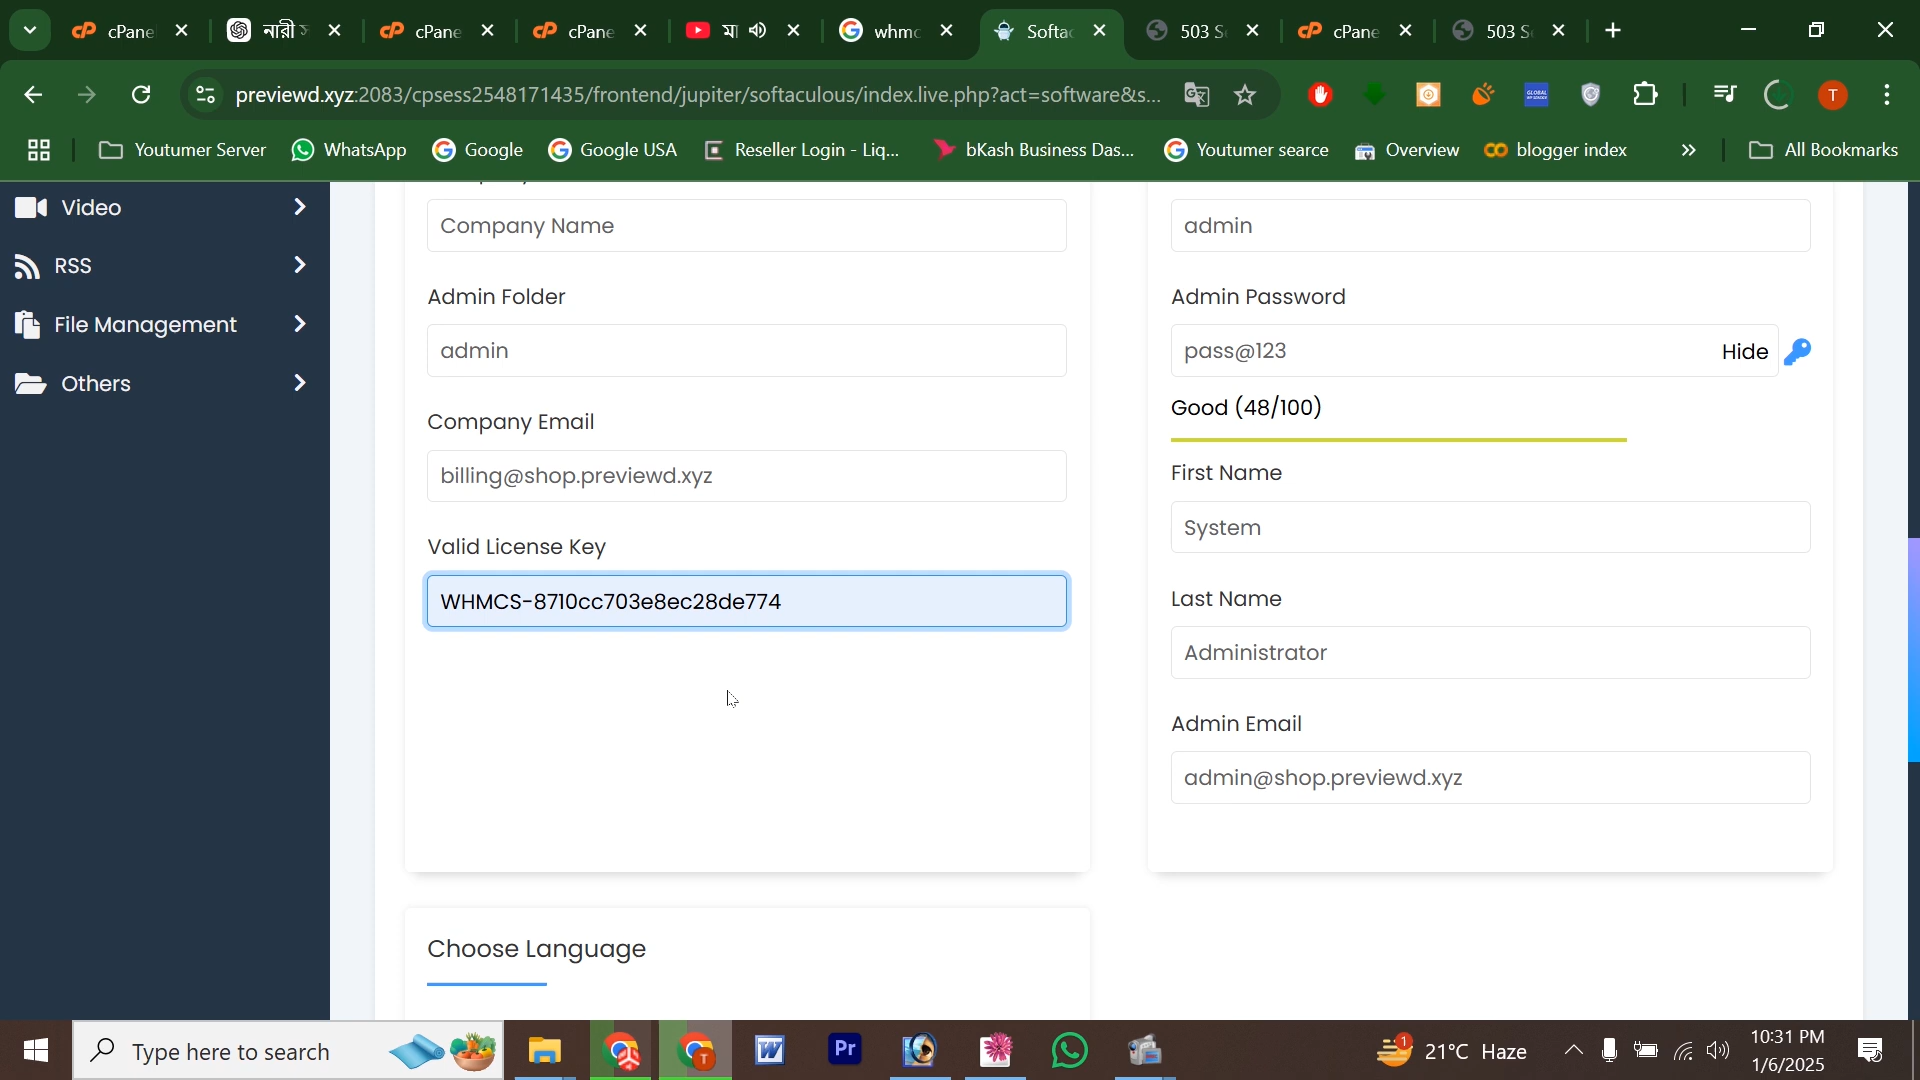 cPane
নারী
cPane
cPane
মা
whmc
Softac
503 S
cPane
503 S
previewd.xyz:2083/cpsess2548171435/frontend/jupiter/softaculous/index.live.php?act=software&s...
T
Youtumer Server
WhatsApp
Google
Google USA
Reseller Login - Liq...
bKash Business Das...
Youtumer searce
Overview
blogger index
»
All Bookmarks
Video
RSS
File Management
Others
Company Name
Admin Folder
admin
Company Email
billing@shop.previewd.xyz
Valid License Key
WHMCS-8710cc703e8ec28de774
admin
Admin Password
pass@123
Hide
Good (48/100)
First Name
System
Last Name
Administrator
Admin Email
admin@shop.previewd.xyz
Choose Language
Type here to search
Pr
1
21°C Haze
10:31 PM
1/6/2025